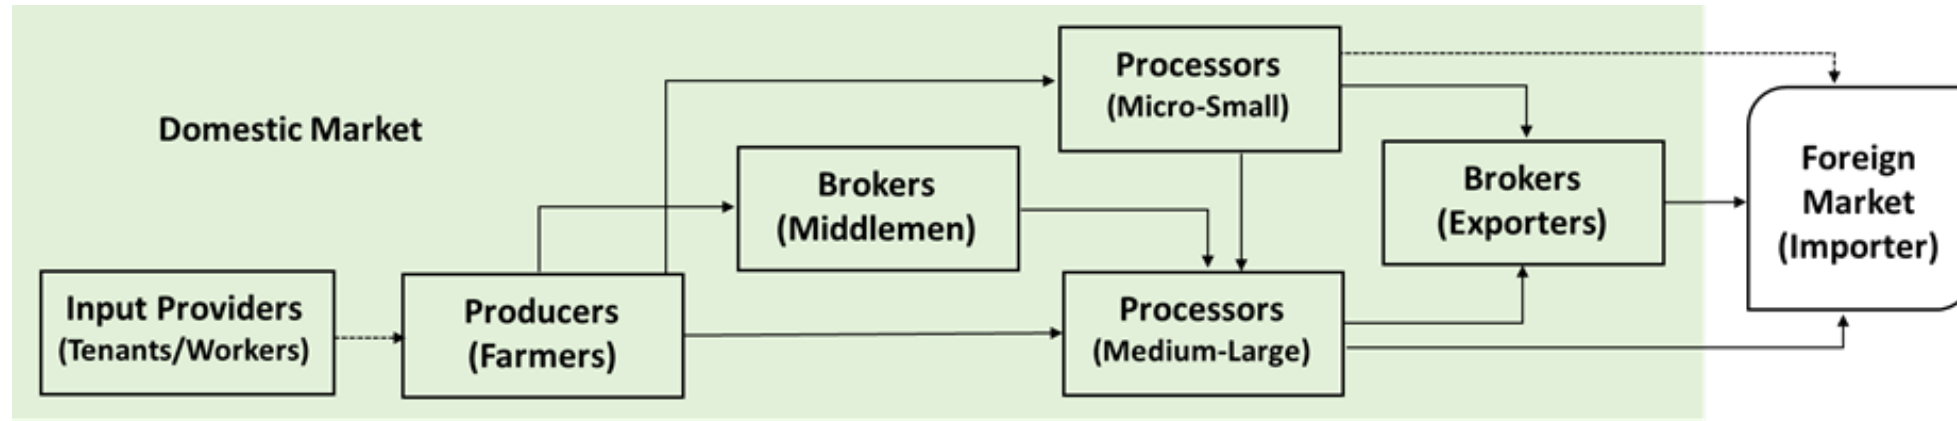 Domestic Market
Input Providers
(Tenants/Workers)
Producers
(Farmers)
Brokers
(Middlemen)
Processors
(Micro-Small)
Processors
(Medium-Large)
Brokers
(Exporters)
Foreign
Market
(Importer)